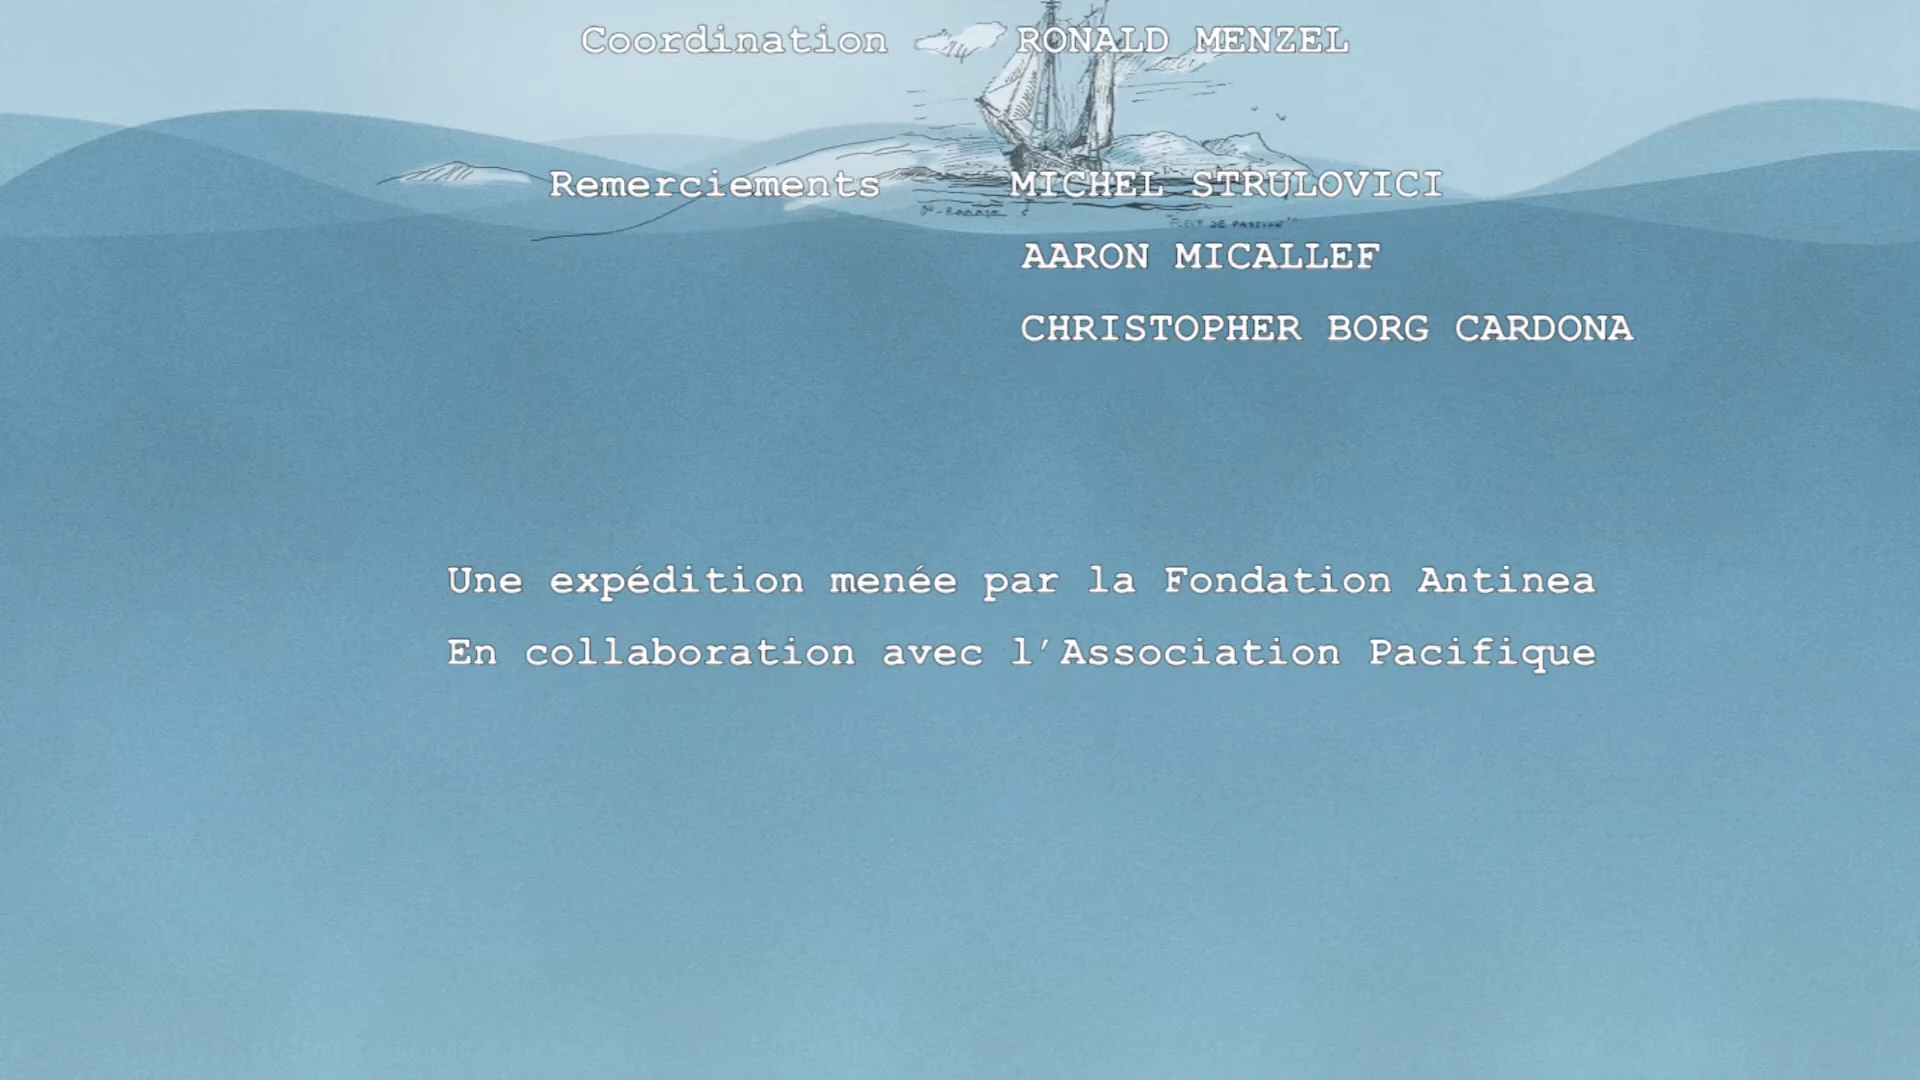 Coordination RONALD MENZEL
Remerciements MICHEL STRULOVICI
AARON MICALLEF
CHRISTOPHER BORG CARDONA
Une expédition menée par la Fondation Antinea
En collaboration avec l'Association Pacifique